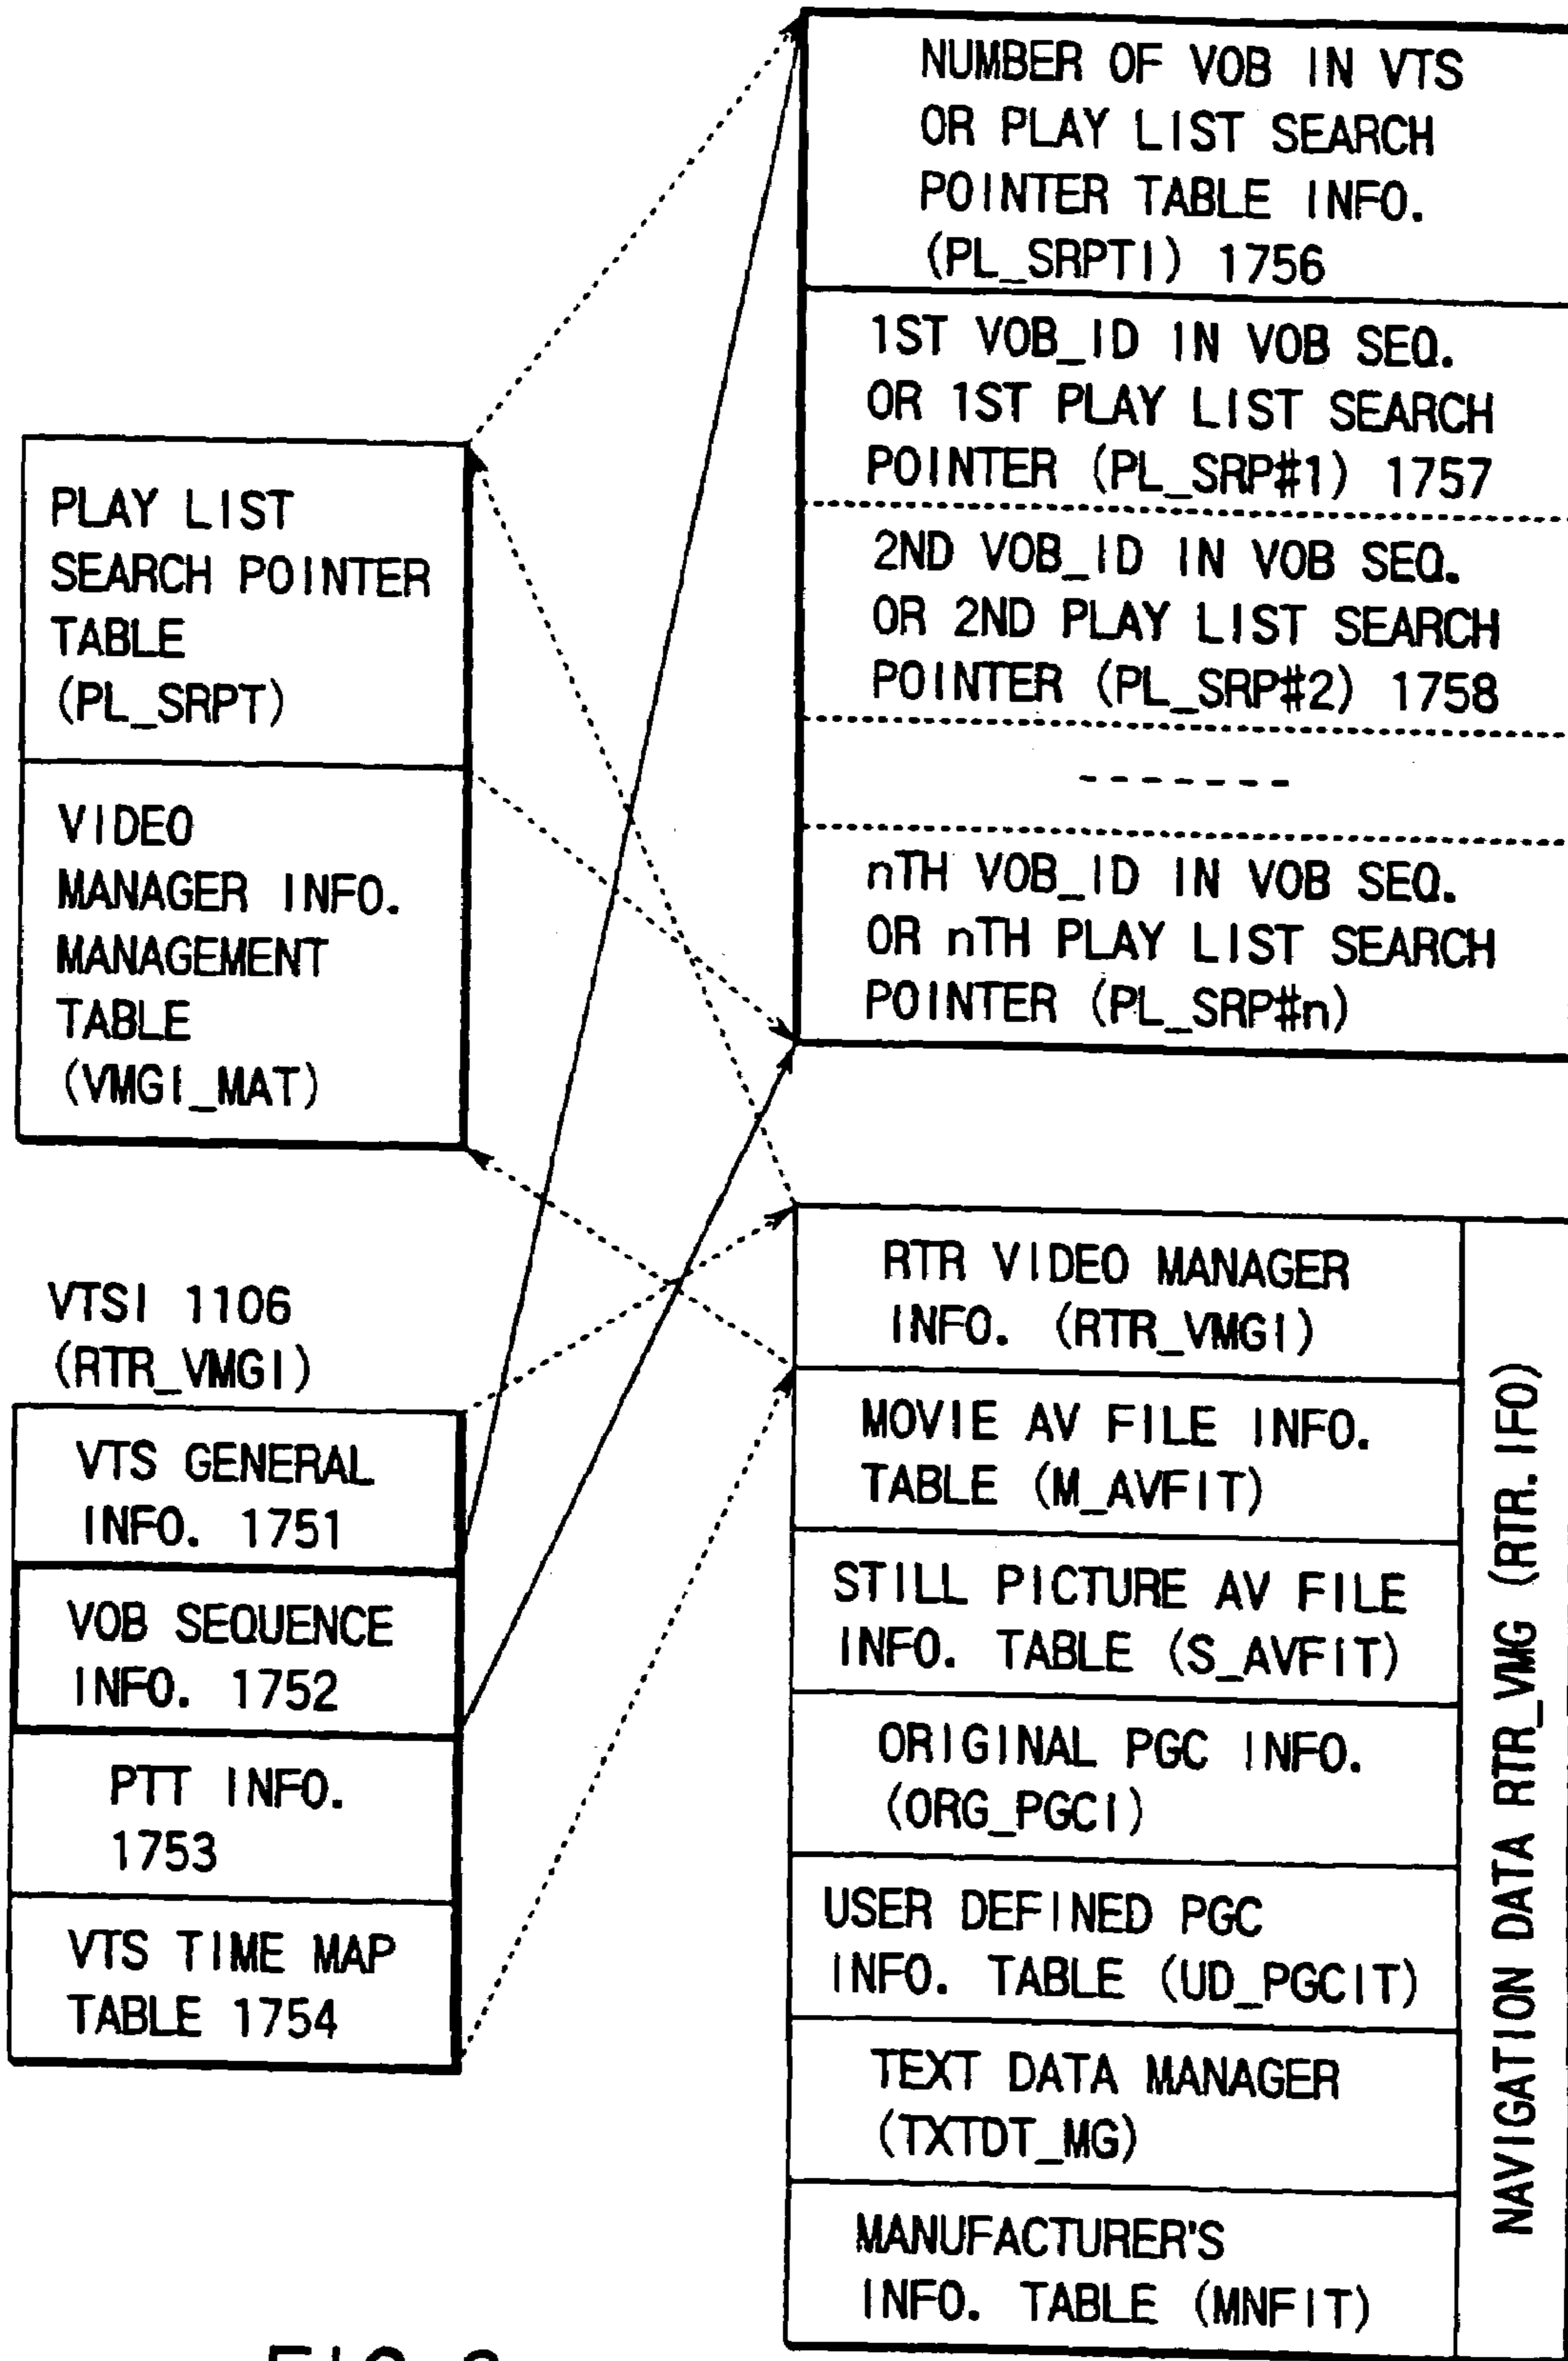 PLAY LIST
SEARCH POINTER
TABLE
(PL_SRPT)
VIDEO
MANAGER INFO.
MANAGEMENT
TABLE
(VMGI_MAT)
NUMBER OF VOB IN VTS
OR PLAY LIST SEARCH
POINTER TABLE INFO.
(PL_SRPTI) 1756
1ST VOB_ID IN VOB SEQ.
OR 1ST PLAY LIST SEARCH
POINTER (PL_SRP#1) 1757
2ND VOB_ID IN VOB SEQ.
OR 2ND PLAY LIST SEARCH
POINTER (PL_SRP#2) 1758
-------
nTH VOB_ID IN VOB SEQ.
OR nTH PLAY LIST SEARCH
POINTER (PL_SRP#n)
VTSI 1106
(RTR_VMGI)
VTS GENERAL
INFO. 1751
VOB SEQUENCE
INFO. 1752
PTT INFO.
1753
VTS TIME MAP
TABLE 1754
RTR VIDEO MANAGER
INFO. (RTR_VMGI)
MOVIE AV FILE INFO.
TABLE (M_AVFIT)
STILL PICTURE AV FILE
INFO. TABLE (S_AVFIT)
ORIGINAL PGC INFO.
(ORG_PGCI)
USER DEFINED PGC
INFO. TABLE (UD_PGCIT)
TEXT DATA MANAGER
(TXTDT_MG)
MANUFACTURER'S
INFO. TABLE (MNFIT)
NAVIGATION DATA RTR_VMG (RTR.IFO)